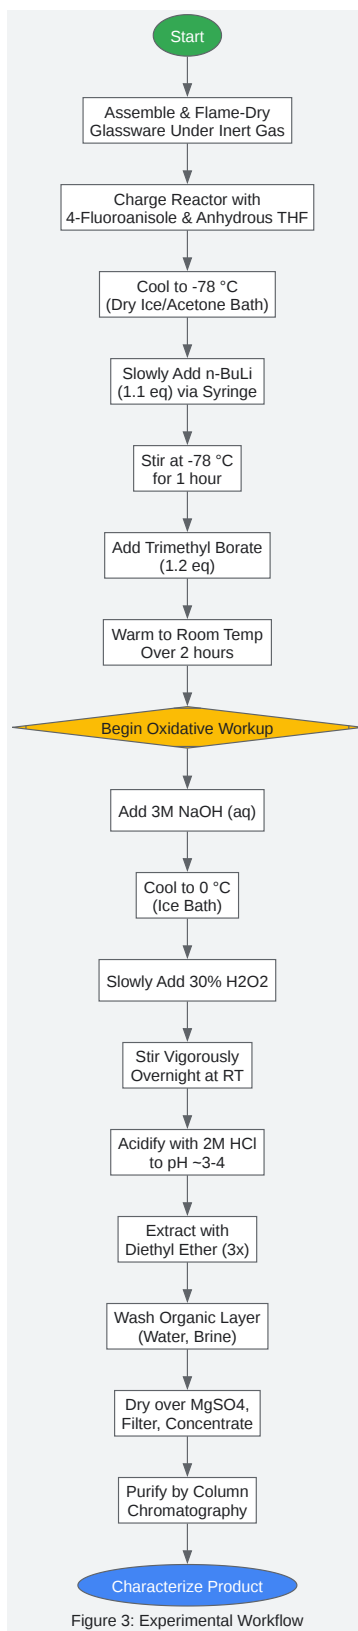 Start
Assemble & Flame-Dry
Glassware Under Inert Gas
Charge Reactor with
4-Fluoroanisole & Anhydrous THF
Cool to -78 °C
(Dry Ice/Acetone Bath)
Slowly Add n-BuLi
(1.1 eq) via Syringe
Stir at -78 °C
for 1 hour
Add Trimethyl Borate
(1.2 eq)
Warm to Room Temp
Over 2 hours
Begin Oxidative Workup
Add 3M NaOH (aq)
Cool to 0 °C
(Ice Bath)
Slowly Add 30% H2O2
Stir Vigorously
Overnight at RT
Acidify with 2M HCl
to pH ~3-4
Extract with
Diethyl Ether (3x)
Wash Organic Layer
(Water, Brine)
Dry over MgSO4,
Filter, Concentrate
Purify by Column
Chromatography
Characterize Product
Figure 3: Experimental Workflow